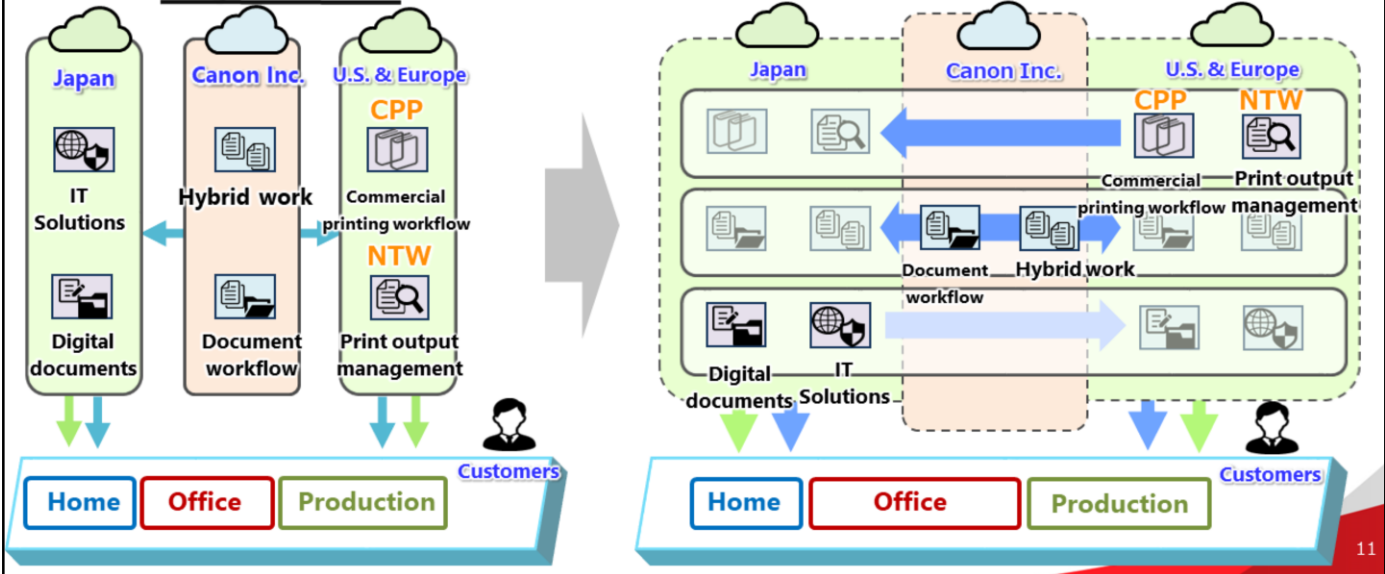 Japan
IT
Solutions
Digital
documents
Canon Inc.
Hybrid work
Document
workflow
U.S. & Europe
CPP
Commercial
printing workflow
NTW
Print output
management
Customers
Home
Office
Production
Japan
Canon Inc.
U.S. & Europe
CPP
NTW
Commercial
printing workflow
Print output
management
Document
workflow
Hybrid work
Digital
documents
IT
Solutions
Customers
Home
Office
Production
11